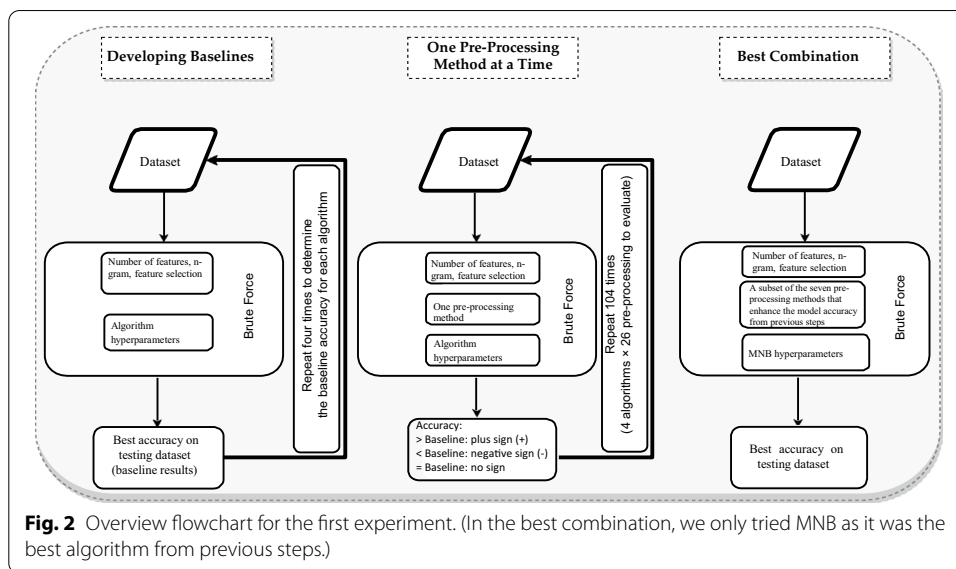 Developing Baselines
Dataset
Number of features, n-
gram, feature selection
Algorithm
hyperparameters
Brute Force
Best accuracy on
testing dataset
(baseline results)
Repeat four times to determine
the baseline accuracy for each algorithm
One Pre-Processing
Method at a Time
Dataset
Number of features, n-
gram, feature selection
One pre-processing
method
Algorithm
hyperparameters
Brute Force
Accuracy:
> Baseline: plus sign (+)
< Baseline: negative sign (-)
= Baseline: no sign
Repeat 104 times
(4 algorithms × 26 pre-processing to evaluate)
Best Combination
Dataset
Number of features, n-
gram, feature selection
A subset of the seven pre-
processing methods that
enhance the model accuracy
from previous steps
MNB hyperparameters
Brute Force
Best accuracy on
testing dataset
Fig. 2 Overview flowchart for the first experiment. (In the best combination, we only tried MNB as it was the
best algorithm from previous steps.)